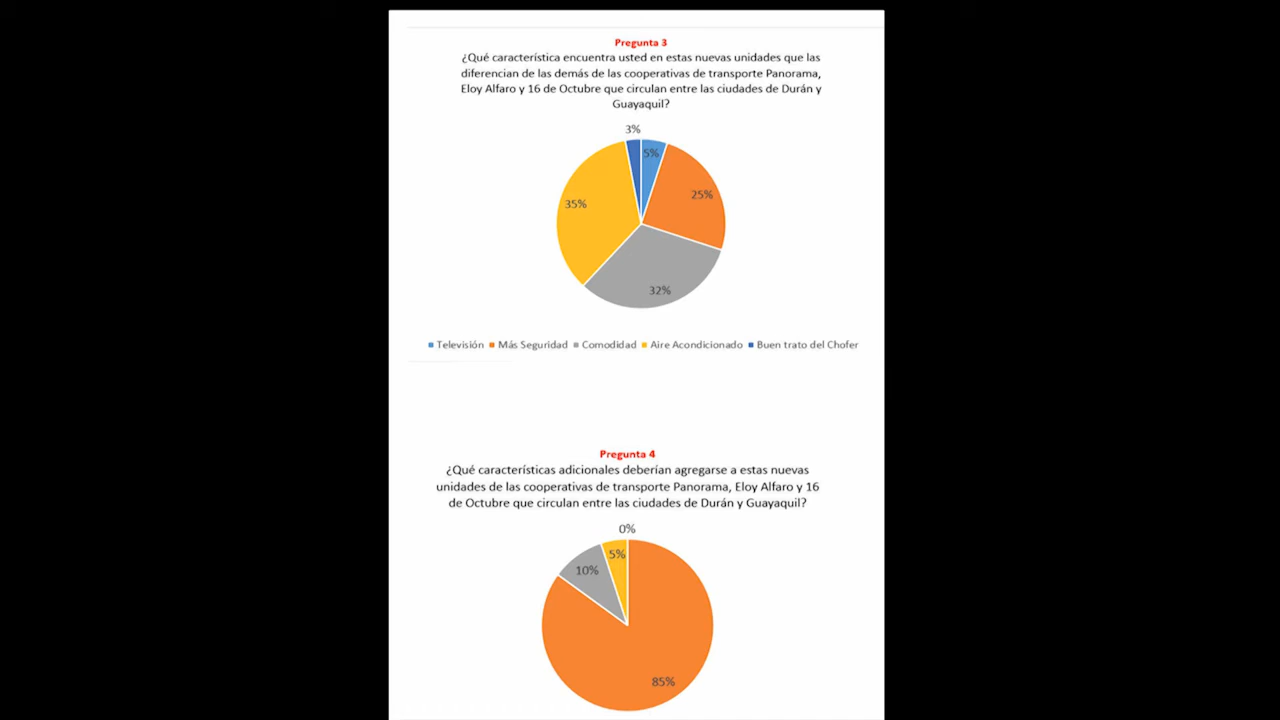 Pregunta 3
¿Qué característica encuentra usted en estas nuevas unidades que las
diferencian de las demás de las cooperativas de transporte Panorama,
Eloy Alfaro y 16 de Octubre que circulan entre las ciudades de Durán y
Guayaquil?
3%
5%
25%
35%
32%
Televisión Más Seguridad Comodidad Aire Acondicionado Buen trato del Chofer
Pregunta 4
¿Qué características adicionales deberían agregarse a estas nuevas
unidades de las cooperativas de transporte Panorama, Eloy Alfaro y 16
de Octubre que circulan entre las ciudades de Durán y Guayaquil?
0%
5%
10%
85%